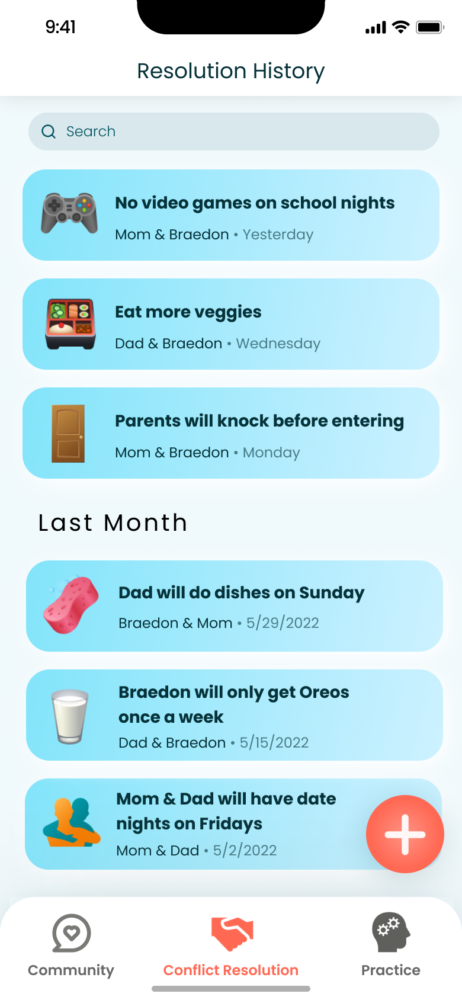 9:41
Resolution History
Search
No video games on school nights
Mom & Braedon • Yesterday
Eat more veggies
Dad & Braedon • Wednesday
Parents will knock before entering
Mom & Braedon • Monday
Last Month
Dad will do dishes on Sunday
Braedon & Mom • 5/29/2022
Braedon will only get Oreos
once a week
Dad & Braedon • 5/15/2022
Mom & Dad will have date
nights on Fridays
Mom & Dad • 5/2/2022
Community
Conflict Resolution
Practice